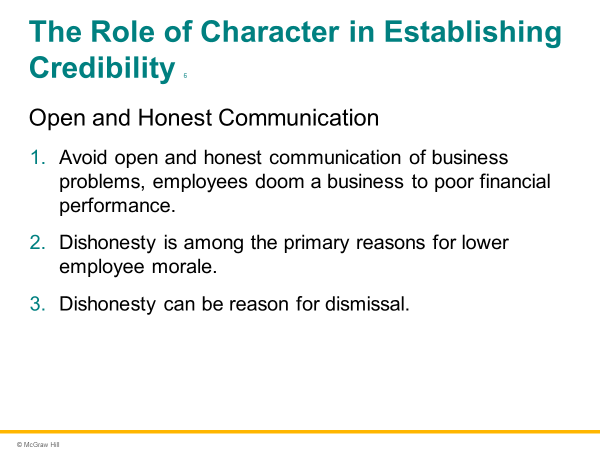 The Role of Character in Establishing
Credibility 6
Open and Honest Communication
1. Avoid open and honest communication of business
problems, employees doom a business to poor financial
performance.
2. Dishonesty is among the primary reasons for lower
employee morale.
3. Dishonesty can be reason for dismissal.
© McGraw Hill